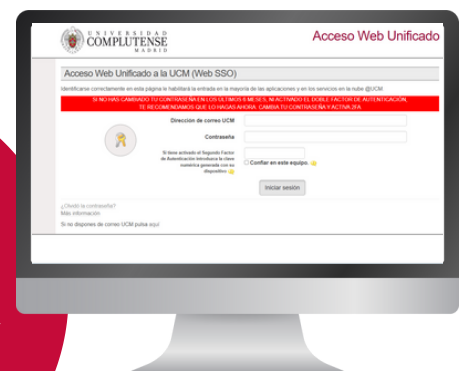 UNIVERSIDAD
COMPLUTENSE
MADRID
Acceso Web Unificado
Acceso Web Unificado a la UCM (Web SSO)
Identificarse correctamente en esta página le habilitará la entrada en la mayoría de las aplicaciones y en los servicios en la nube @UCM
SI NO HAS CAMBIADO TU CONTRASEÑA EN LOS ÚLTIMOS 6 MESES, NI ACTIVADO EL DOBLE FACTOR DE AUTENTICACIÓN,
TE RECOMENDAMOS QUE LO HAGAS AHORA. CAMBIA TU CONTRASEÑA Y ACTIVA 2FA
Dirección de correo UCM
Contraseña
Si tiene activado el Segundo Factor
de Autenticación introduzca la clave
numérica generada con su
dispositivo
Confiar en este equipo.
Iniciar sesión
¿Olvidó la contraseña?
Más información
Si no dispones de correo UCM pulsa aquí